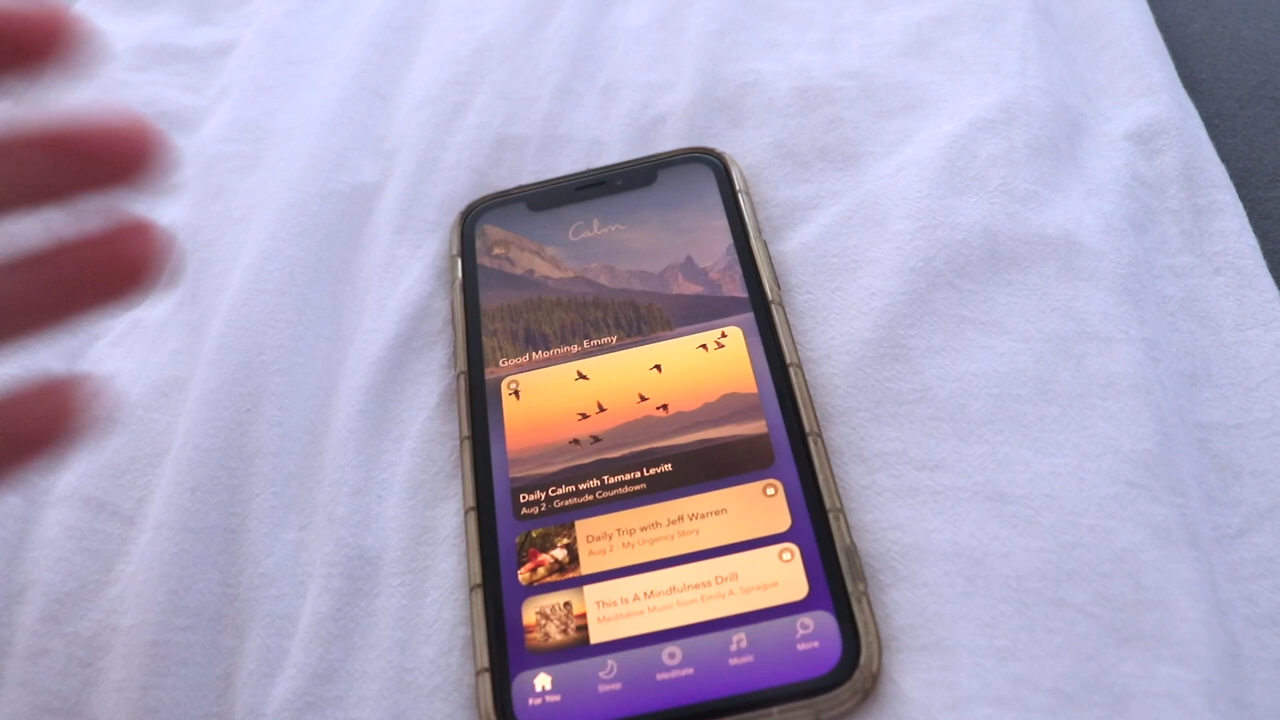 Calm
Good Morning, Emmy
Daily Calm with Tamara Levitt
Aug 2 - Gratitude Countdown
Daily Trip with Jeff Warren
Aug 2 - My Urgency Story
This Is A Mindfulness Drill
Meditative Music from Emily A. Sprague
For You
Sleep
Meditate
Music
More